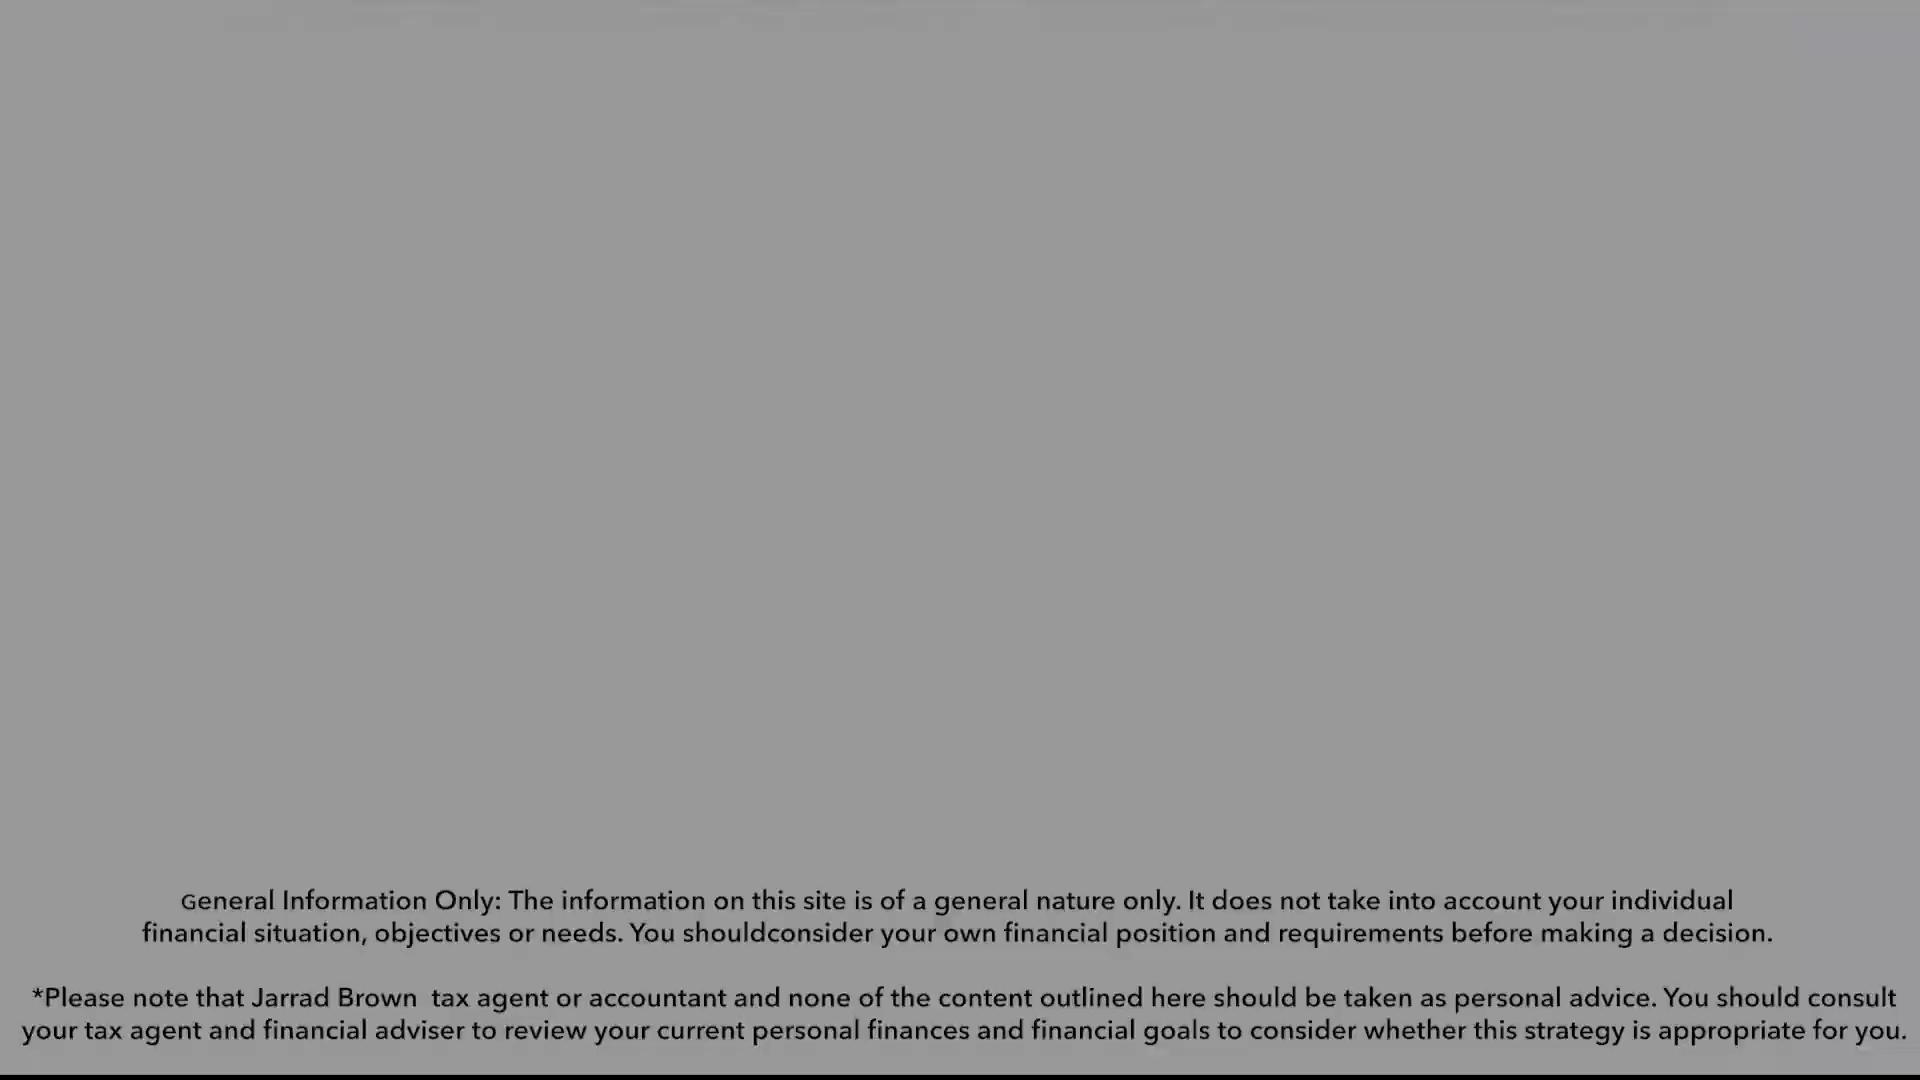 General Information Only: The information on this site is of a general nature only. It does not take into account your individual
financial situation, objectives or needs. You shouldconsider your own financial position and requirements before making a decision.
*Please note that Jarrad Brown  tax agent or accountant and none of the content outlined here should be taken as personal advice. You should consult
your tax agent and financial adviser to review your current personal finances and financial goals to consider whether this strategy is appropriate for you.